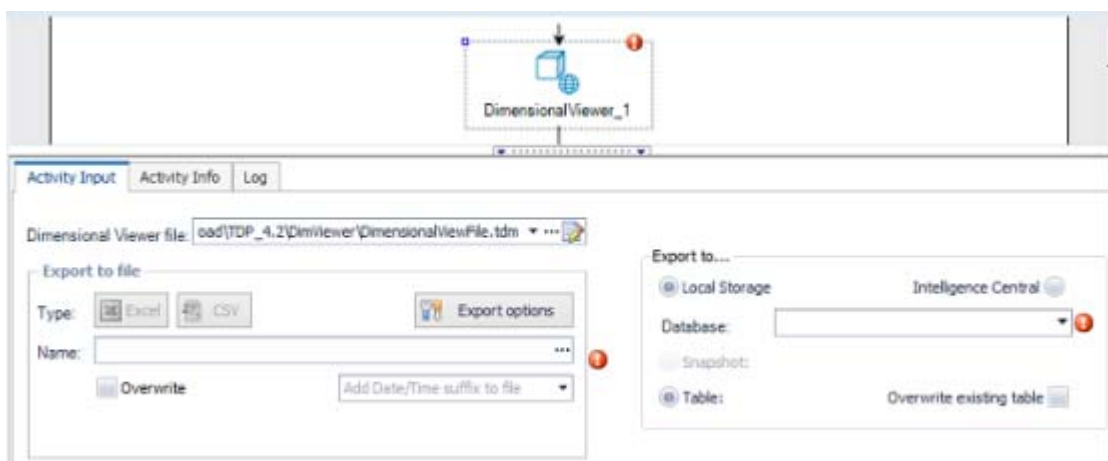 DimensionalViewer_1
Activity Input Activity Info Log
Dimensional Viewer file: oad\TDP_4.2\DimViewer\DimensionalViewFile.tdm
Export to file
Type: Excel CSV Export options
Name:
Overwrite Add Date/Time suffix to file
Export to....
Local Storage Intelligence Central
Database:
Snapshot:
Table: Overwrite existing table